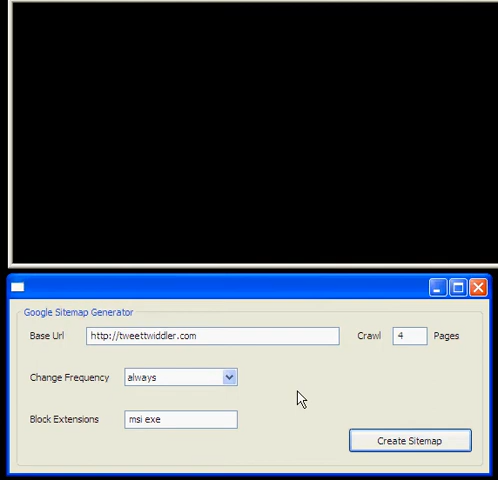 Google Sitemap Generator
Base Url http://tweettwiddler.com Crawl 4 Pages
Change Frequency always
Block Extensions msi exe
Create Sitemap